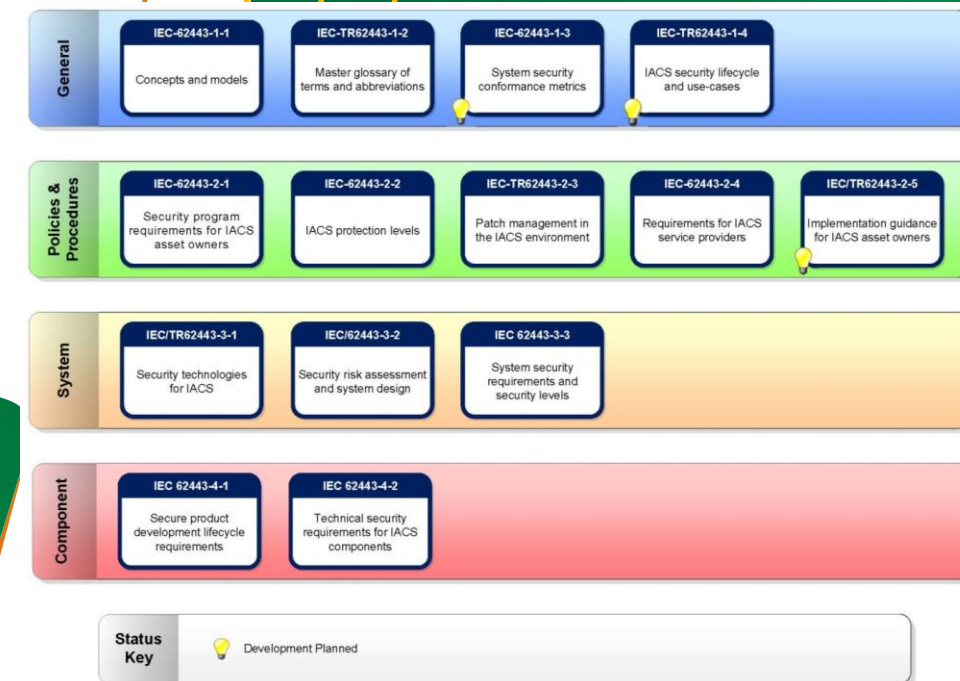 General
IEC-62443-1-1
Concepts and models
IEC-TR62443-1-2
Master glossary of
terms and abbreviations
IEC-62443-1-3
System security
conformance metrics
IEC-TR62443-1-4
IACS security lifecycle
and use-cases
Policies &
Procedures
IEC-62443-2-1
Security program
requirements for IACS
asset owners
IEC-62443-2-2
IACS protection levels
IEC-TR62443-2-3
Patch management in
the IACS environment
IEC-62443-2-4
Requirements for IACS
service providers
IEC/TR62443-2-5
Implementation guidance
for IACS asset owners
System
IEC/TR62443-3-1
Security technologies
for IACS
IEC/62443-3-2
Security risk assessment
and system design
IEC 62443-3-3
System security
requirements and
security levels
Component
IEC 62443-4-1
Secure product
development lifecycle
requirements
IEC 62443-4-2
Technical security
requirements for IACS
components
Status
Key
Development Planned